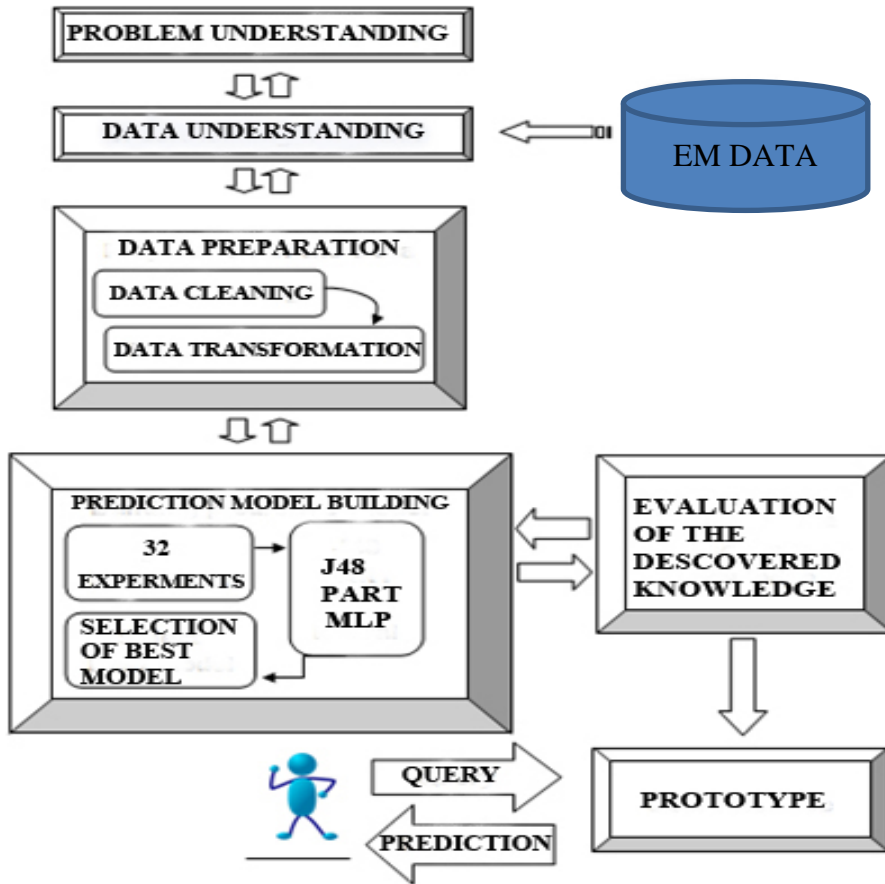 PROBLEM UNDERSTANDING
DATA UNDERSTANDING
EM DATA
DATA PREPARATION
DATA CLEANING
DATA TRANSFORMATION
PREDICTION MODEL BUILDING
32
EXPERMENTS
J48
PART
MLP
SELECTION
OF BEST
MODEL
EVALUATION
OF THE
DESCOVERED
KNOWLEDGE
QUERY
PREDICTION
PROTOTYPE